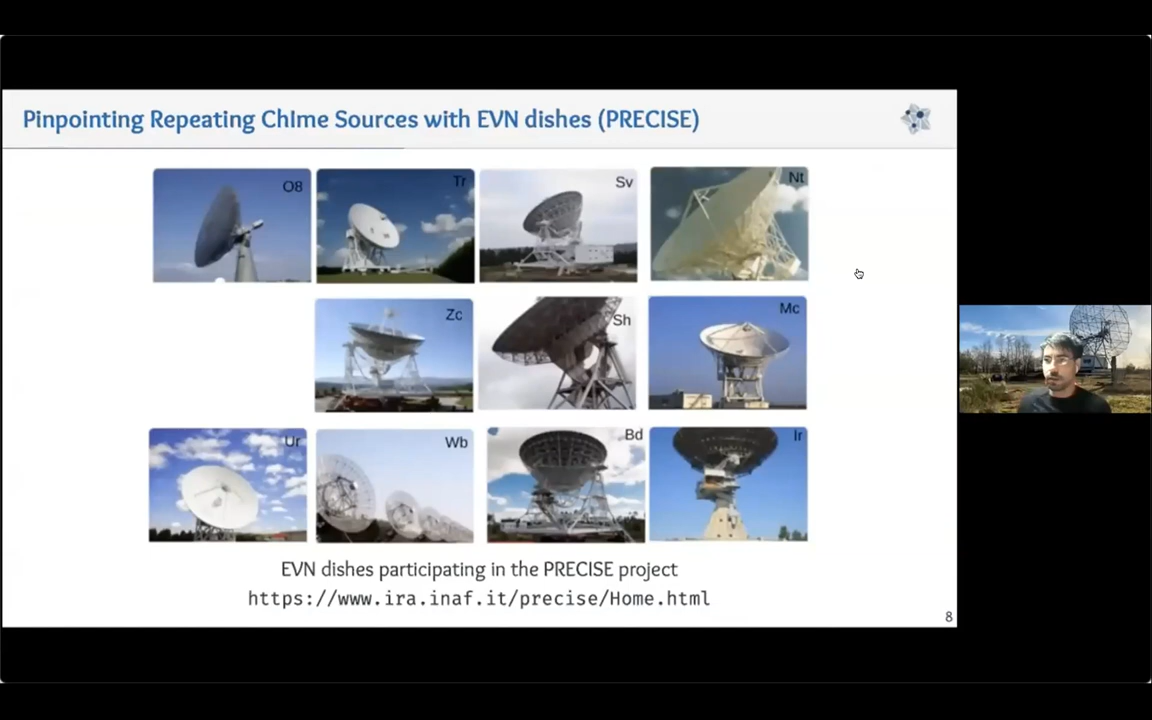 Pinpointing Repeating ChIme Sources with EVN dishes (PRECISE)
O8
Tr
Sv
Nt
Zc
Sh
Mc
Ur
Wb
Bd
Ir
EVN dishes participating in the PRECISE project
https://www.ira.inaf.it/precise/Home.html
8